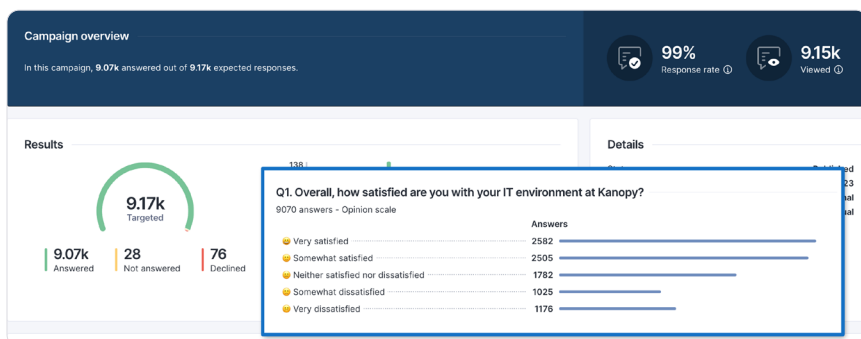 Campaign overview
In this campaign, 9.07k answered out of 9.17k expected responses.
99%
Response rate
9.15k
Viewed
Results
138
9.17k
Targeted
9.07k
Answered
28
Not answered
76
Declined
Details
23
Q1. Overall, how satisfied are you with your IT environment at Kanopy?
9070 answers - Opinion scale
Answers
Very satisfied 2582
Somewhat satisfied 2505
Neither satisfied nor dissatisfied 1782
Somewhat dissatisfied 1025
Very dissatisfied 1176